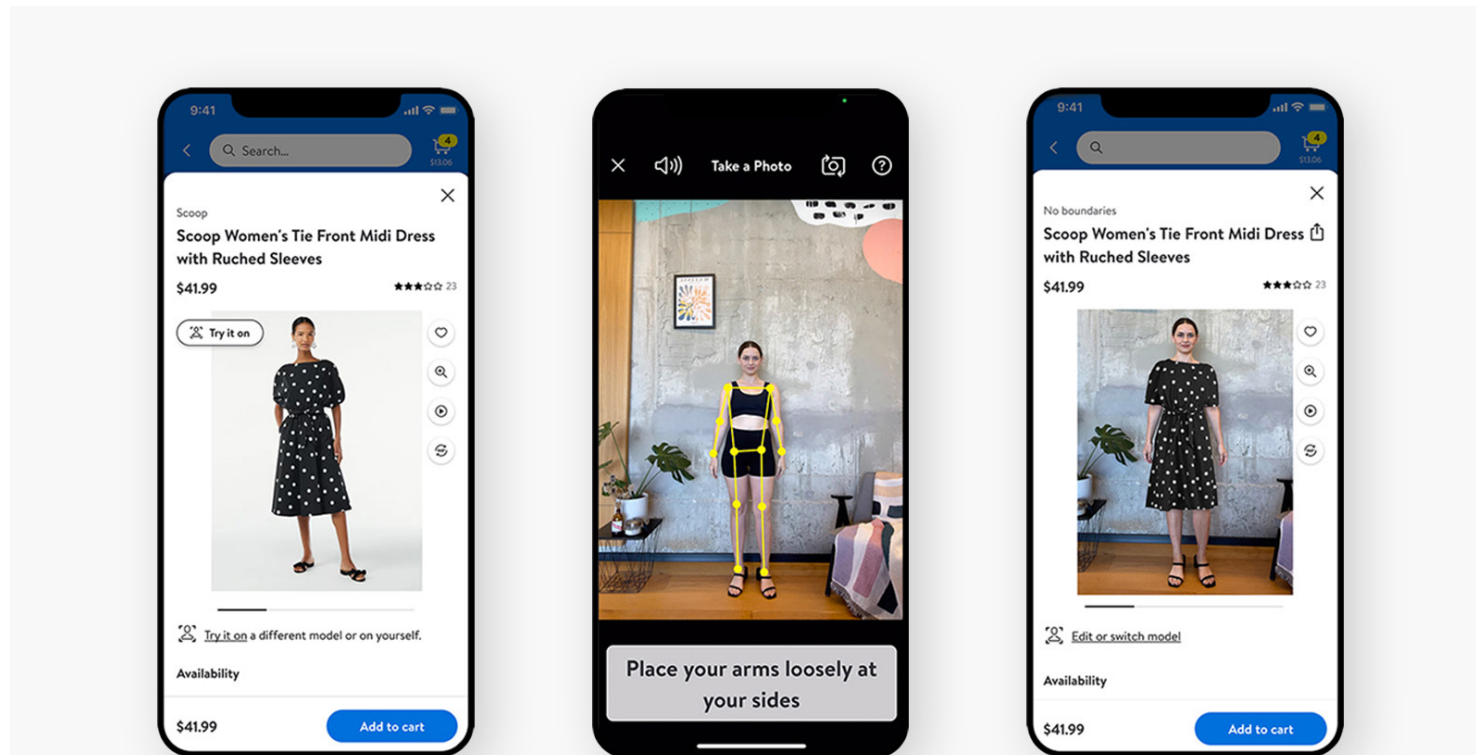 9:41
Search...
4
$13.06
Scoop
Scoop Women's Tie Front Midi Dress
with Ruched Sleeves
$41.99
23
Try it on
Try it on a different model or on yourself.
Availability
$41.99
Add to cart
Take a Photo
?
Place your arms loosely at
your sides
9:41
4
$13.06
No boundaries
Scoop Women's Tie Front Midi Dress
with Ruched Sleeves
$41.99
23
Edit or switch model
Availability
$41.99
Add to cart